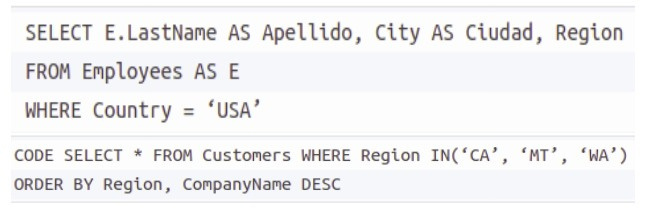 SELECT E.LastName AS Apellido, City AS Ciudad, Region
FROM Employees AS E
WHERE Country = ‘USA’
CODE SELECT * FROM Customers WHERE Region IN(‘CA’, ‘MT’, ‘WA’)
ORDER BY Region, CompanyName DESC